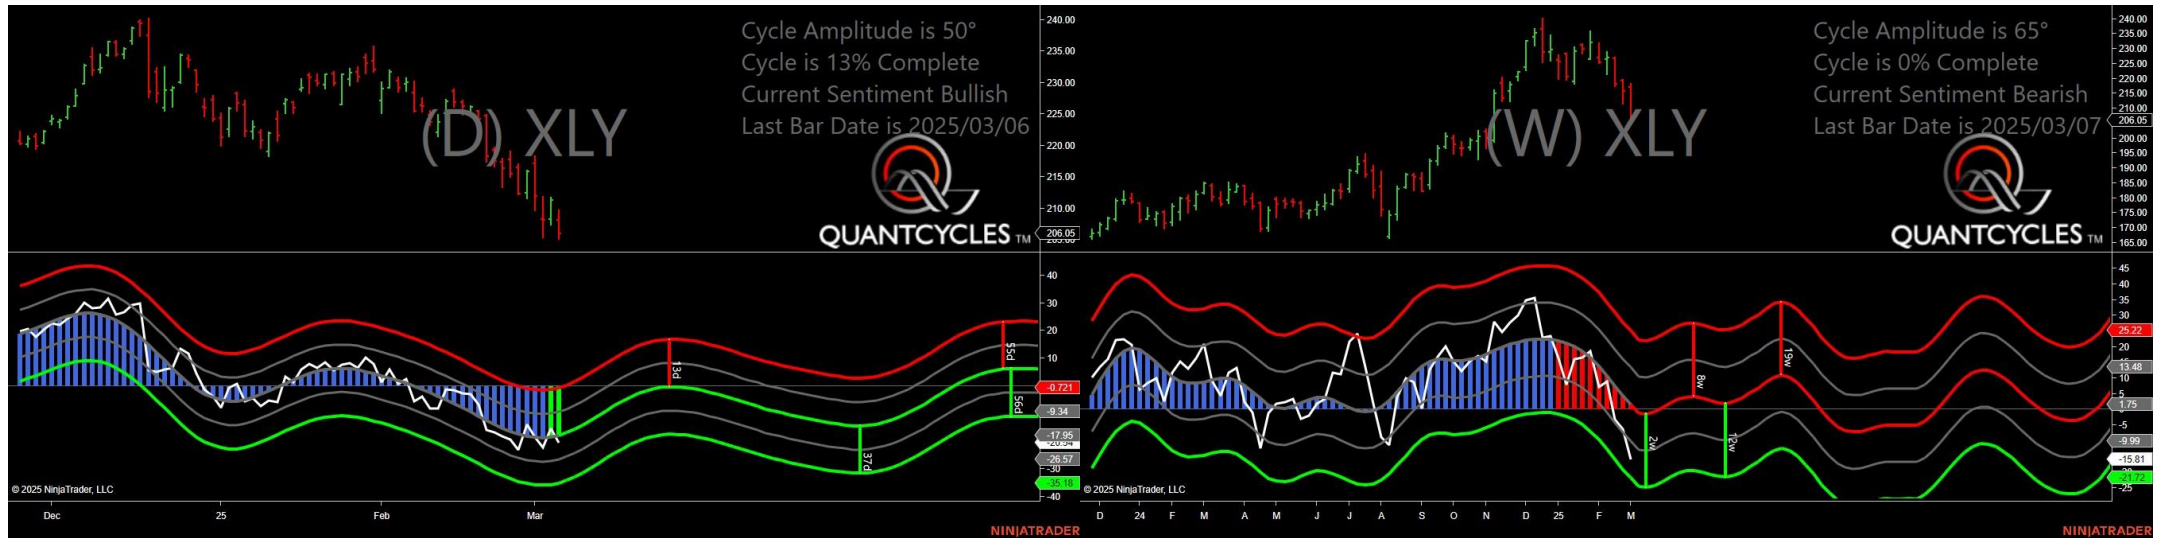 Cycle Amplitude is 50°
Cycle is 13% Complete
Current Sentiment Bullish
Last Bar Date is 2025/03/06
(D) XLY
QUANTCYCLES TM
240.00
235.00
230.00
225.00
220.00
215.00
210.00
206.05
40
30
20
10
-0.721
-9.34
-17.95
-26.57
-30
-35.18
-40
13d
37d
55d
56d
© 2025 NinjaTrader, LLC
Dec
25
Feb
Mar
NINJATRADER
Cycle Amplitude is 65°
Cycle is 0% Complete
Current Sentiment Bearish
Last Bar Date is 2025/03/07
(W) XLY
QUANTCYCLES TM
240.00
235.00
230.00
225.00
220.00
215.00
210.00
206.05
200.00
195.00
190.00
185.00
180.00
175.00
170.00
165.00
45
40
35
30
25.22
20
13.48
10
5
1.75
-5
-9.99
-15.81
-21.72
-25
2w
8w
12w
19w
© 2025 NinjaTrader, LLC
D
24
F
M
A
M
J
J
A
S
O
N
D
25
F
M
NINJATRADER